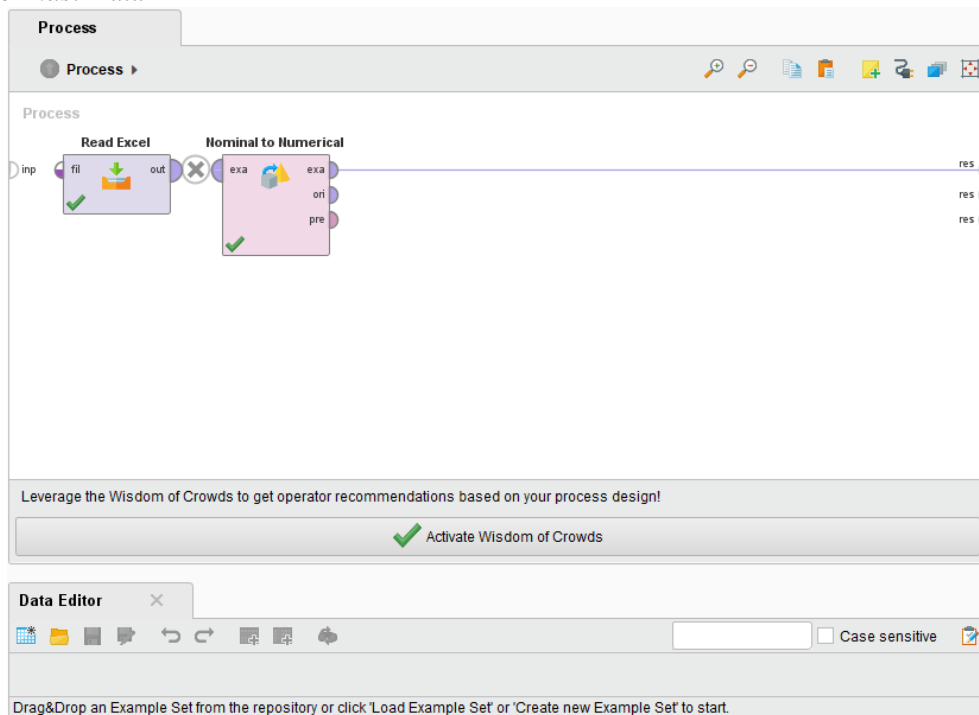 Process
Process
Process
Read Excel
Nominal to Numerical
inp
fil
out
exa
exa
res
ori
res
pre
res
Leverage the Wisdom of Crowds to get operator recommendations based on your process design!
Activate Wisdom of Crowds
Data Editor
Case sensitive
Drag&Drop an Example Set from the repository or click 'Load Example Set' or 'Create new Example Set' to start.